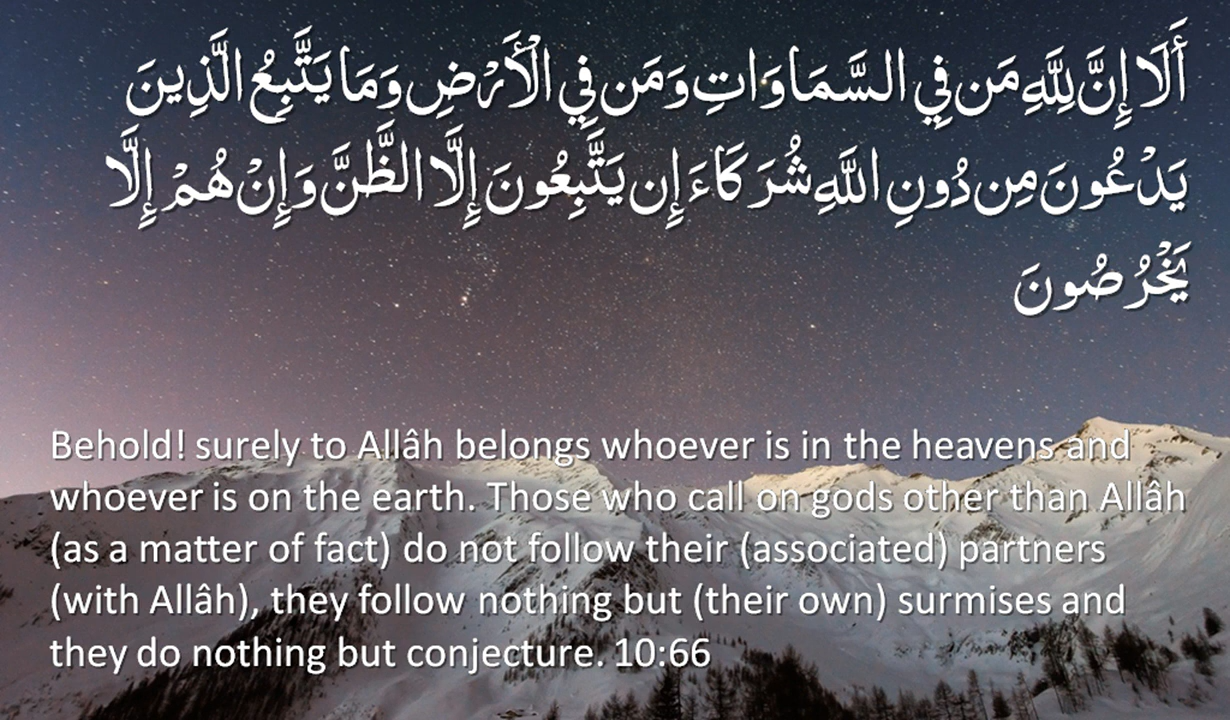 أَلَا إِنَّ لِلَّهِ مَن فِي السَّمَاوَاتِ وَمَن فِي الْأَرْضِ وَمَا يَتَّبِعُ الَّذِينَ
يَدْعُونَ مِن دُونِ اللَّهِ شُرَكَاءَ إِن يَتَّبِعُونَ إِلَّا الظَّنَّ وَإِنْ هُمْ إِلَّا
يَخْرُصُونَ
Behold! surely to Allâh belongs whoever is in the heavens and
whoever is on the earth. Those who call on gods other than Allâh
(as a matter of fact) do not follow their (associated) partners
(with Allâh), they follow nothing but (their own) surmises and
they do nothing but conjecture. 10:66